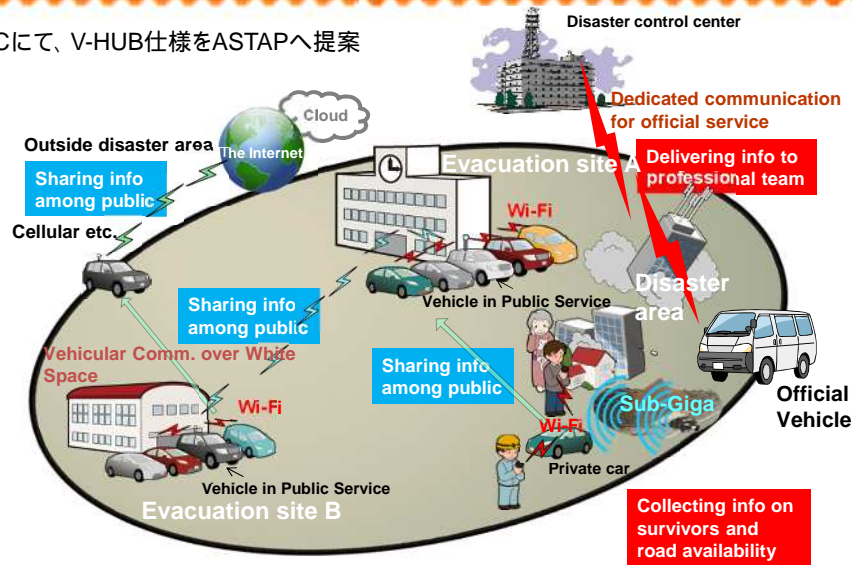 Cにて、V-HUB仕様をASTAPへ提案
Disaster control center
Cloud
Dedicated communication
for official service
Outside disaster area
The Internet
Evacuation site A
Delivering info to
professional team
Sharing info
among public
Wi-Fi
Cellular etc.
Disaster
area
Vehicle in Public Service
Sharing info
among public
Vehicular Comm. over White
Space
Sharing info
among public
Official
Vehicle
Sub-Giga
Wi-Fi
Wi-Fi
Private car
Vehicle in Public Service
Evacuation site B
Collecting info on
survivors and
road availability